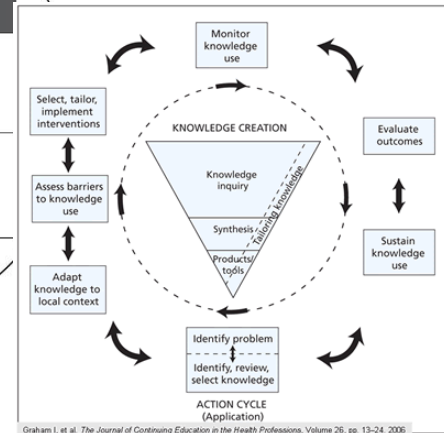 Monitor
knowledge
use
Select, tailor,
implement
interventions
KNOWLEDGE CREATION
Evaluate
outcomes
Knowledge
inquiry
Tailoring knowledge
Assess barriers
to knowledge
use
Synthesis
Products/
tools
Sustain
knowledge
use
Adapt
knowledge to
local context
Identify problem
Identify, review,
select knowledge
ACTION CYCLE
(Application)
Graham I, et al. The Journal of Continuing Education in the Health Professions, Volume 26, pp. 13–24, 2006